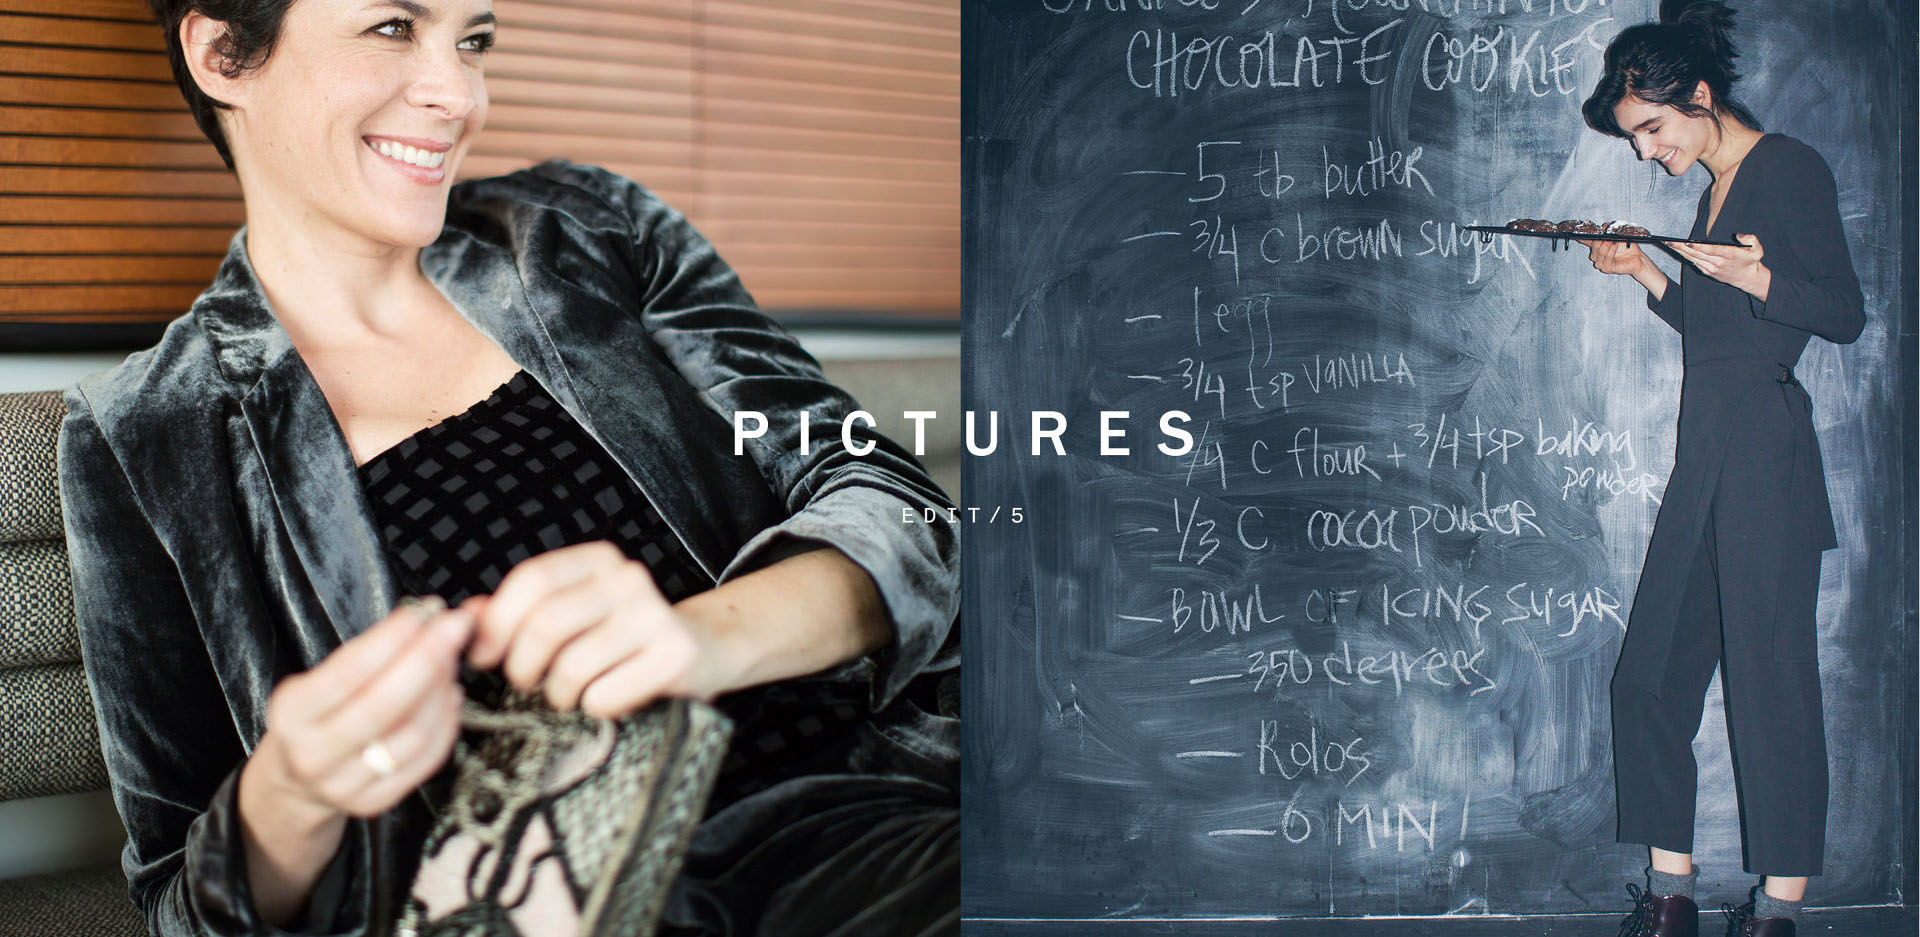 CHOCOLATE COOKIES
— 5 tb butter
— 3/4 c brown sugar
— 1 egg
— 3/4 tsp vanilla
PICTURES
/4 c flour + 3/4 tsp baking
powder
EDIT/5
— 1/3 C cocoa powder
— BOWL OF ICING SUGAR
— 350 degrees
— Rolos
— 6 MIN!